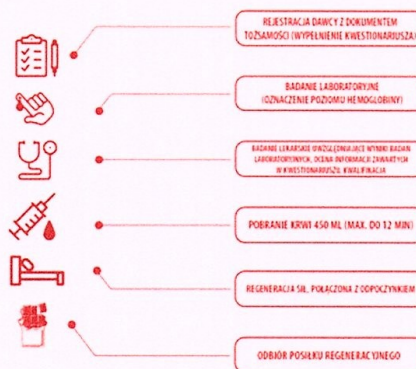 REJESTRACJA DAWCY Z DOKUMENTEM
TOŻSAMOŚCI (WYPEŁNIENIE KWESTIONARIUSZA)
BADANIE LABORATORYJNE
(OZNACZENIE POZIOMU HEMOGLOBINY)
BADANIE LEKARSKIE UWZGLĘDNIAJĄCE WYNIKI BADAŃ
LABORATORYJNYCH, OCENA INFORMACJI ZAWARTYCH
W KWESTIONARIUSZU, KWALIFIKACJA
POBRANIE KRWI 450 ML (MAX. DO 12 MIN)
REGENERACJA SIŁ, POŁĄCZONA Z ODPOCZYNKIEM
ODBIÓR POSIŁKU REGENERACYJNEGO